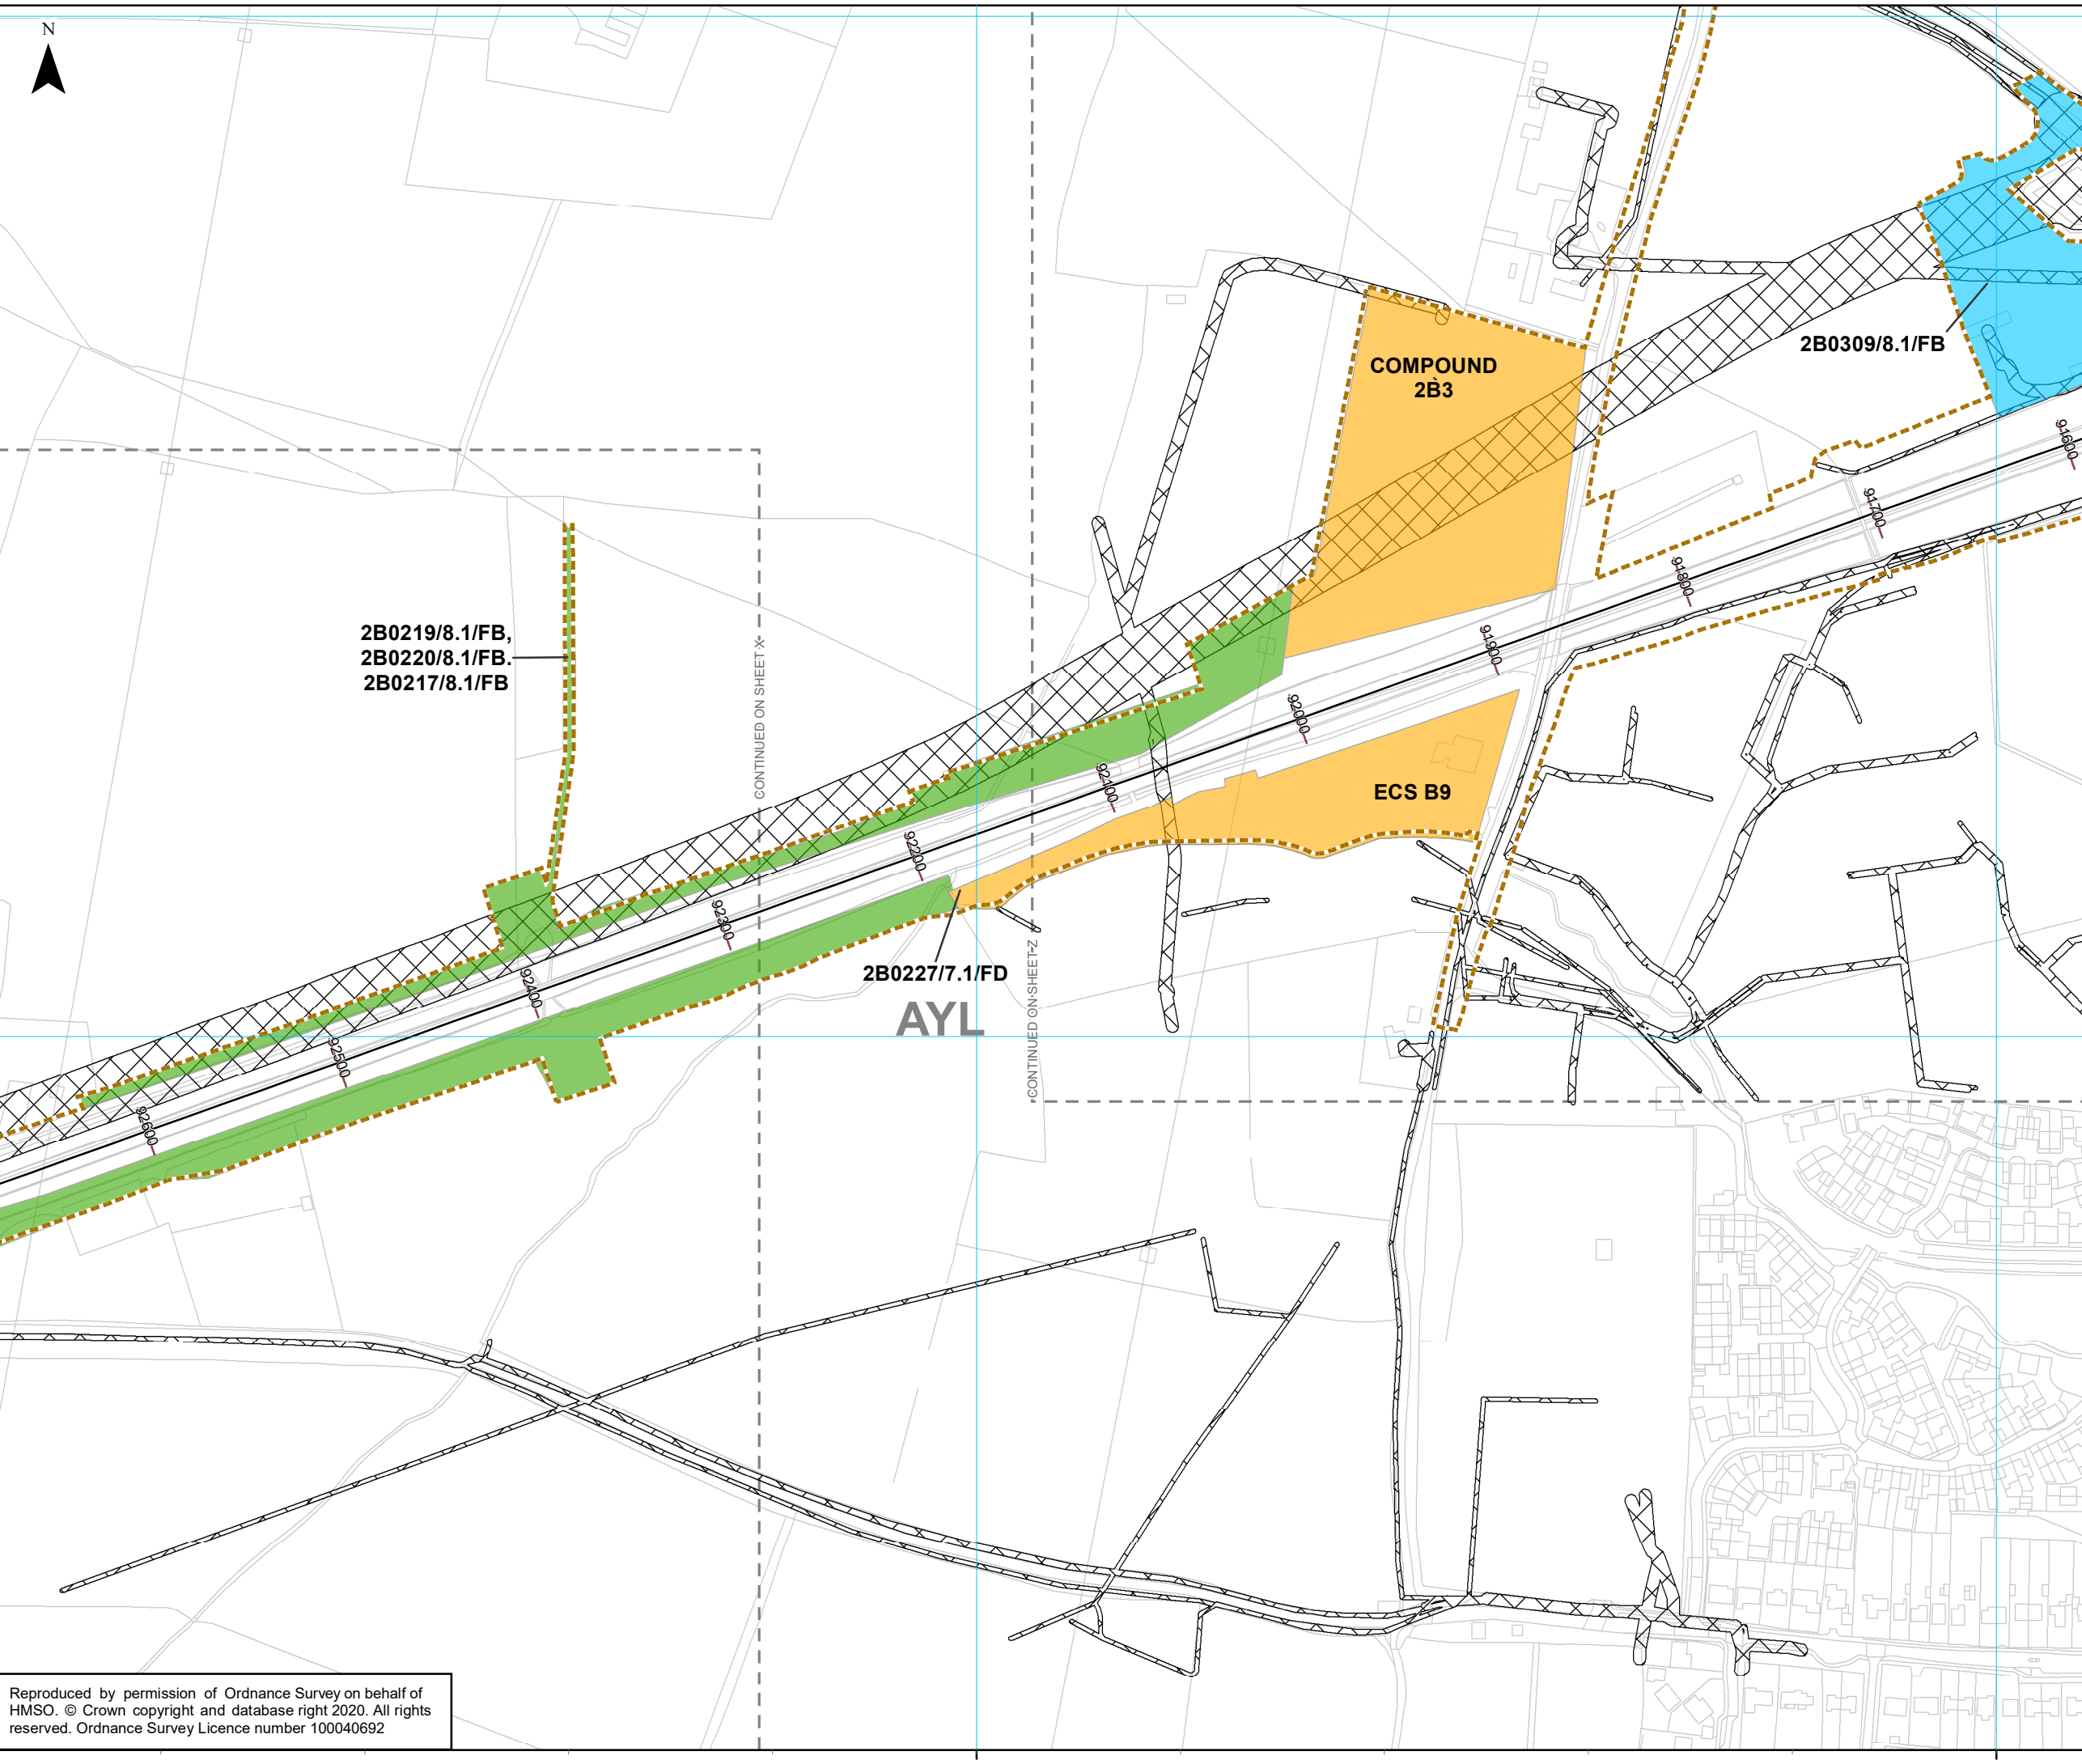 N
COMPOUND
2B3
2B0309/8.1/FB
91600
91700
91800
91900
2B0219/8.1/FB,
2B0220/8.1/FB.
2B0217/8.1/FB
CONTINUED ON SHEET X
92000
92100
ECS B9
92200
92300
2B0227/7.1/FD
92400
AYL
CONTINUED ON SHEET Z
92500
92600
Reproduced by permission of Ordnance Survey on behalf of
HMSO. © Crown copyright and database right 2020. All rights
reserved. Ordnance Survey Licence number 100040692